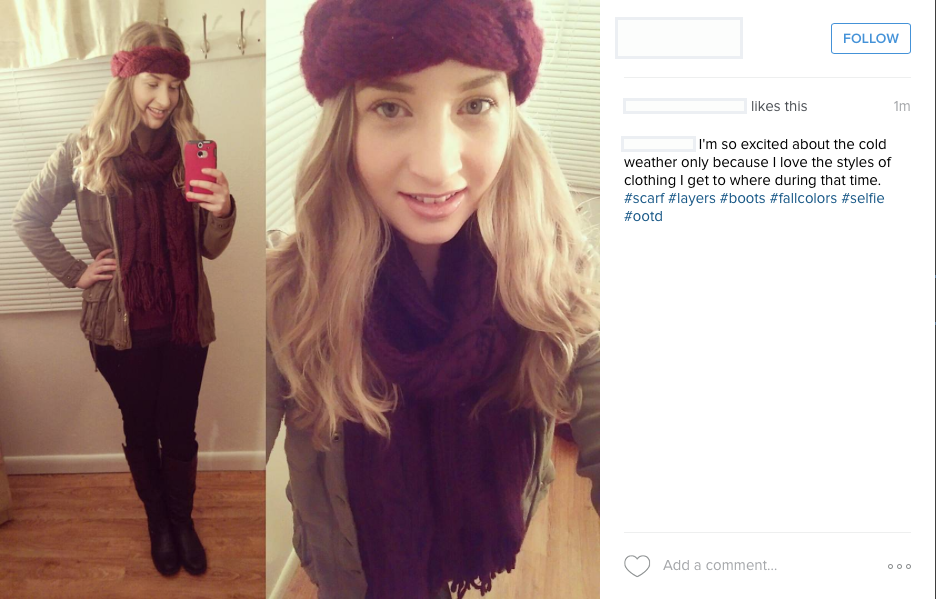 FOLLOW
likes this 1m
I'm so excited about the cold
weather only because I love the styles of
clothing I get to where during that time.
#scarf #layers #boots #fallcolors #selfie
#ootd
Add a comment...